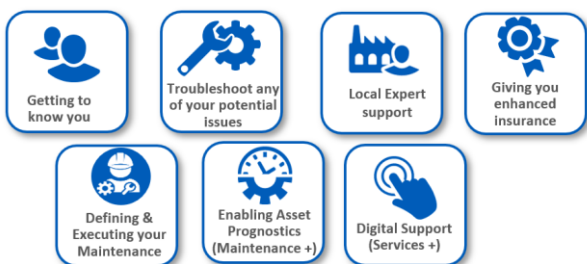 Getting to
know you
Troubleshoot any
of your potential
issues
Local Expert
support
Giving you
enhanced
insurance
Defining &
Executing your
Maintenance
Enabling Asset
Prognostics
(Maintenance +)
Digital Support
(Services +)